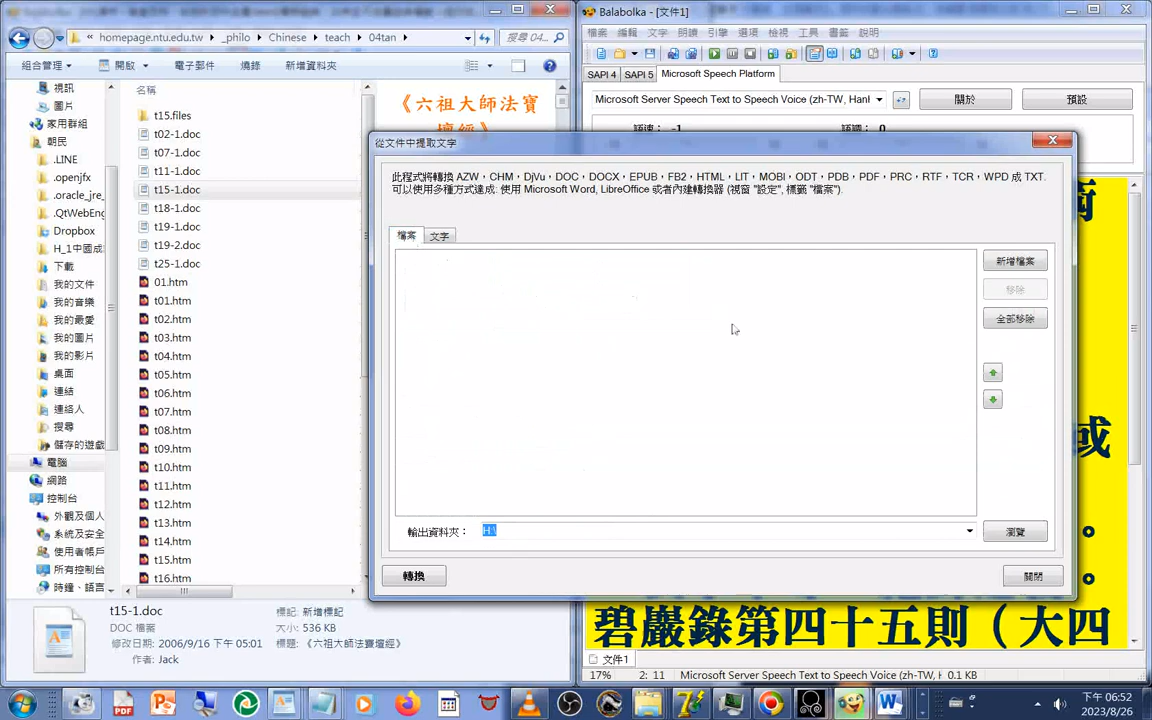 homepage.ntu.edu.tw
_philo
Chinese
teach
04tan
搜尋 04...
組合管理
開啟
電子郵件
燒錄
新增資料夾
視訊
圖片
家用群組
朝民
.LINE
.openjfx
.oracle_jre_
.QtWebEng
Dropbox
H_1中國成
下載
我的文件
我的音樂
我的最愛
我的圖片
我的影片
桌面
連結
連絡人
搜尋
儲存的遊戲
電腦
網路
控制台
外觀及個人
系統及安全
使用者帳戶
所有控制台
時鐘、語言
名稱
t15.files
t02-1.doc
t07-1.doc
t11-1.doc
t15-1.doc
t18-1.doc
t19-1.doc
t19-2.doc
t25-1.doc
01.htm
t01.htm
t02.htm
t03.htm
t04.htm
t05.htm
t06.htm
t07.htm
t08.htm
t09.htm
t10.htm
t11.htm
t12.htm
t13.htm
t14.htm
t15.htm
t16.htm
《六祖大師法寶
壇經》
t15-1.doc
DOC 檔案
修改日期: 2006/9/16 下午 05:01
作者: Jack
標記: 新增標記
大小: 536 KB
標題: 《六祖大師法寶壇經》
Balabolka - [文件1]
檔案 編輯 文字 朗讀 引擎 選項 檢視 工具 書籤 說明
SAPI 4 SAPI 5 Microsoft Speech Platform
Microsoft Server Speech Text to Speech Voice (zh-TW, Hanl
關於
預設
語速: -1
語調: 0
從文件中提取文字
此程式將轉換 AZW，CHM，DjVu，DOC，DOCX，EPUB，FB2，HTML，LIT，MOBI，ODT，PDB，PDF，PRC，RTF，TCR，WPD 成 TXT.
可以使用多種方式達成: 使用 Microsoft Word, LibreOffice 或者內建轉換器 (視窗 "設定", 標籤 "檔案").
檔案
文字
新增檔案
移除
全部移除
輸出資料夾：
H:\
瀏覽
轉換
關閉
或
。
。
碧巖錄第四十五則（大四
文件1
17%
2: 11
Microsoft Server Speech Text to Speech Voice (zh-TW, H
0.1 KB
下午 06:52
2023/8/26